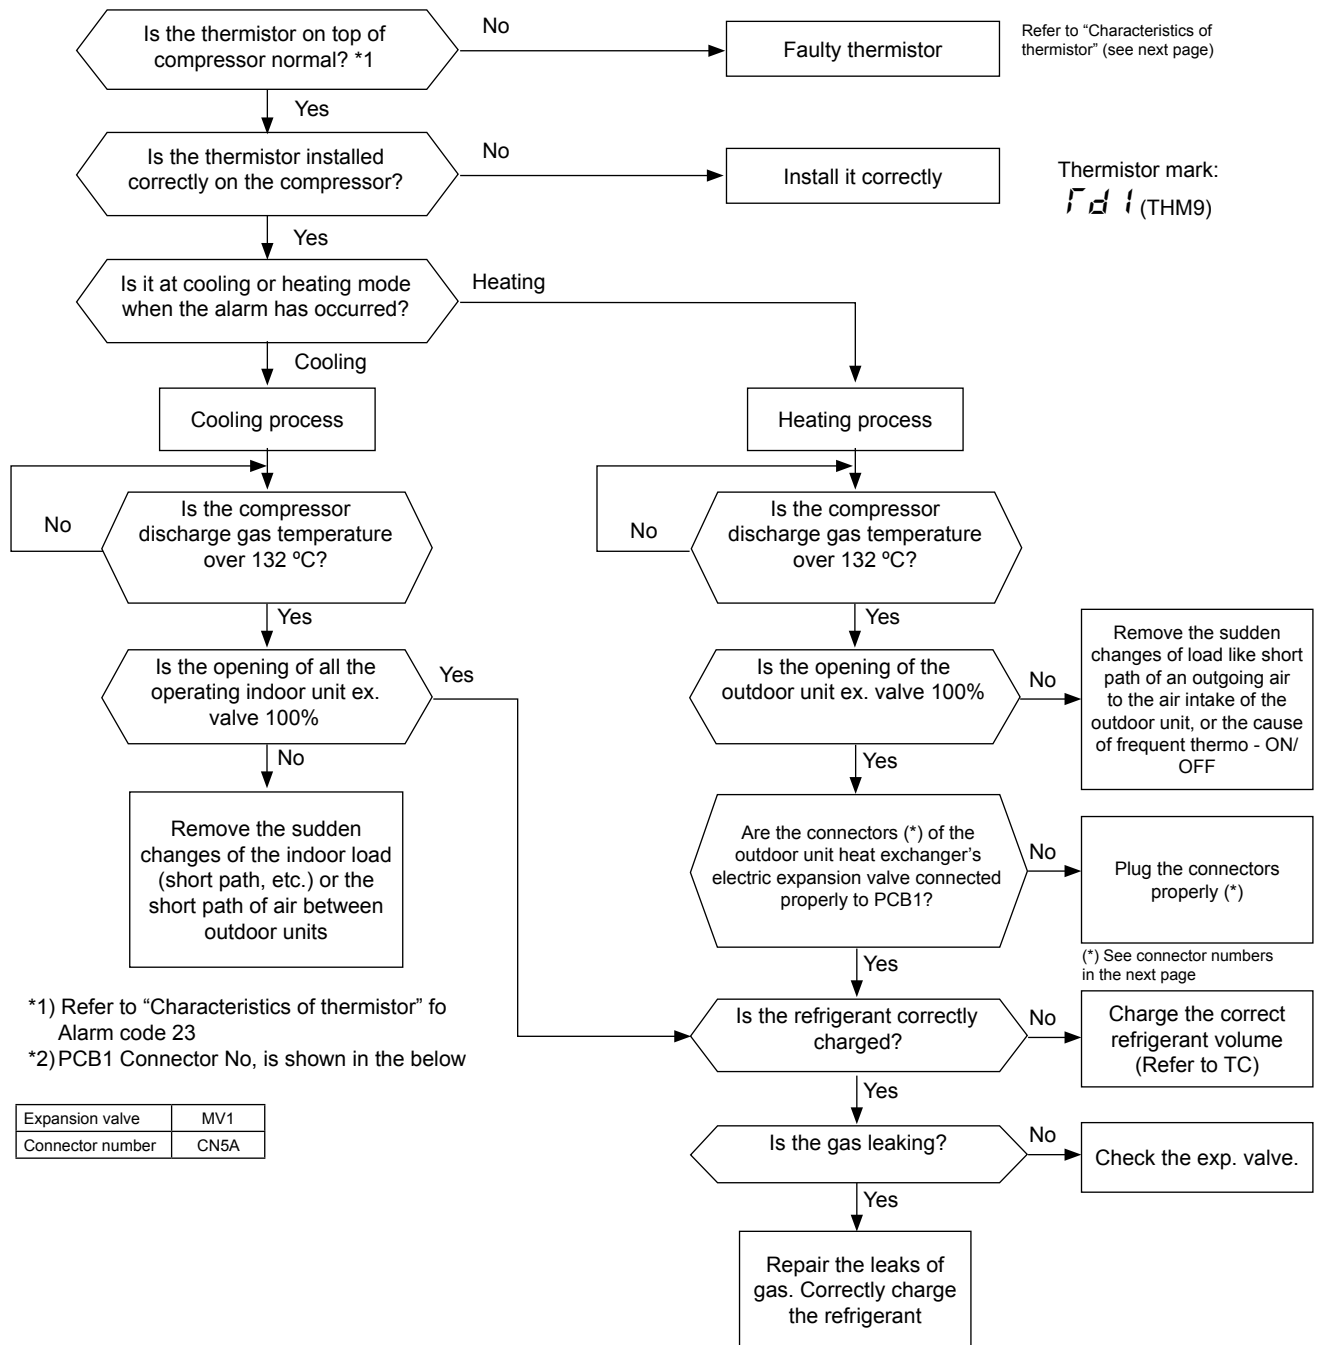 Is the thermistor on top of
compressor normal? *1
No
Faulty thermistor
Refer to “Characteristics of
thermistor” (see next page)
Yes
Is the thermistor installed
correctly on the compressor?
No
Install it correctly
Thermistor mark:
Td1 (THM9)
Yes
Is it at cooling or heating mode
when the alarm has occurred?
Heating
Cooling
Cooling process
Heating process
Is the compressor
discharge gas temperature
over 132 ºC?
No
Is the compressor
discharge gas temperature
over 132 ºC?
No
Yes
Yes
Is the opening of all the
operating indoor unit ex.
valve 100%
Yes
Is the opening of the
outdoor unit ex. valve 100%
No
Remove the sudden
changes of load like short
path of an outgoing air
to the air intake of the
outdoor unit, or the cause
of frequent thermo - ON/
OFF
No
Yes
Remove the sudden
changes of the indoor load
(short path, etc.) or the
short path of air between
outdoor units
Are the connectors (*) of the
outdoor unit heat exchanger’s
electric expansion valve connected
properly to PCB1?
No
Plug the connectors
properly (*)
(*) See connector numbers
in the next page
Yes
*1) Refer to “Characteristics of thermistor” fo
Alarm code 23
*2) PCB1 Connector No, is shown in the below
Is the refrigerant correctly
charged?
No
Charge the correct
refrigerant volume
(Refer to TC)
Yes
Expansion valve MV1
Connector number CN5A
Is the gas leaking?
No
Check the exp. valve.
Yes
Repair the leaks of
gas. Correctly charge
the refrigerant